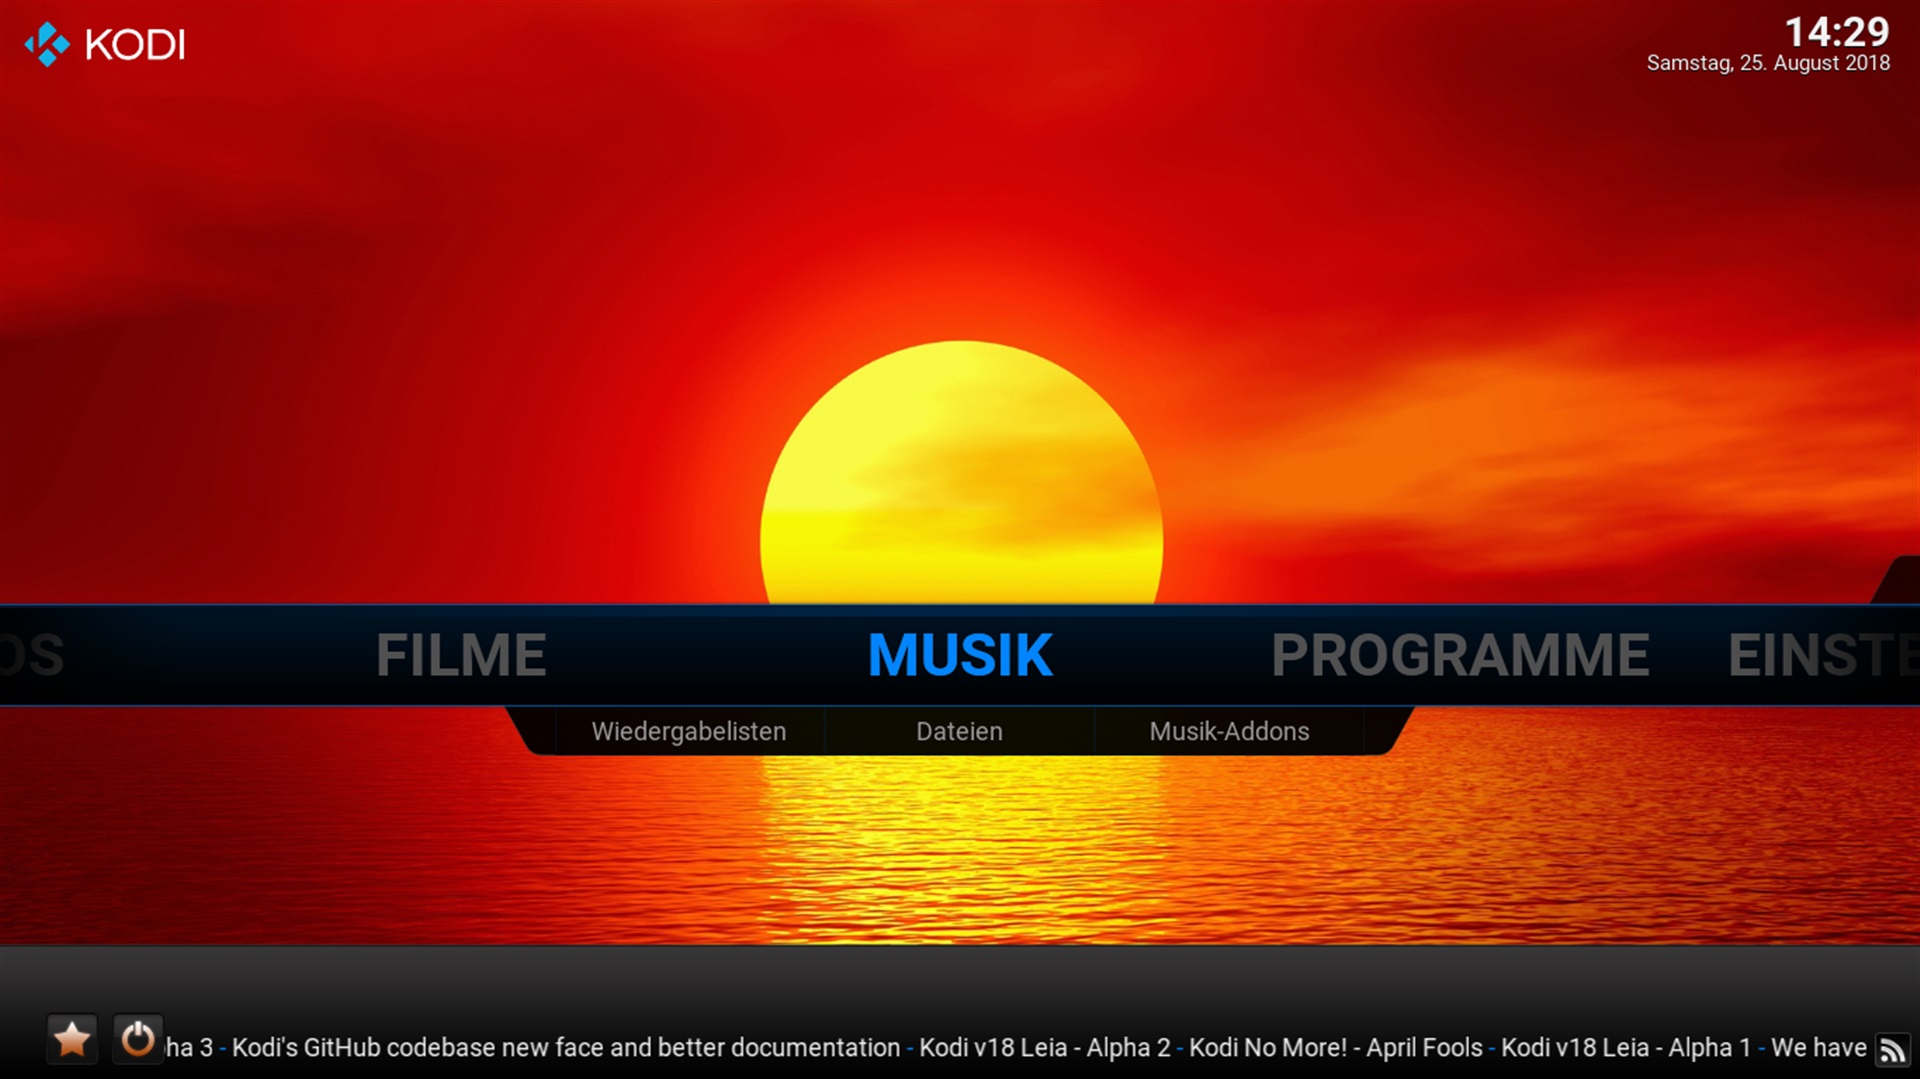 KODI
14:29
Samstag, 25. August 2018
OS FILME MUSIK PROGRAMME EINSTE
Wiedergabelisten Dateien Musik-Addons
ha 3 - Kodi's GitHub codebase new face and better documentation - Kodi v18 Leia - Alpha 2 - Kodi No More! - April Fools - Kodi v18 Leia - Alpha 1 - We have